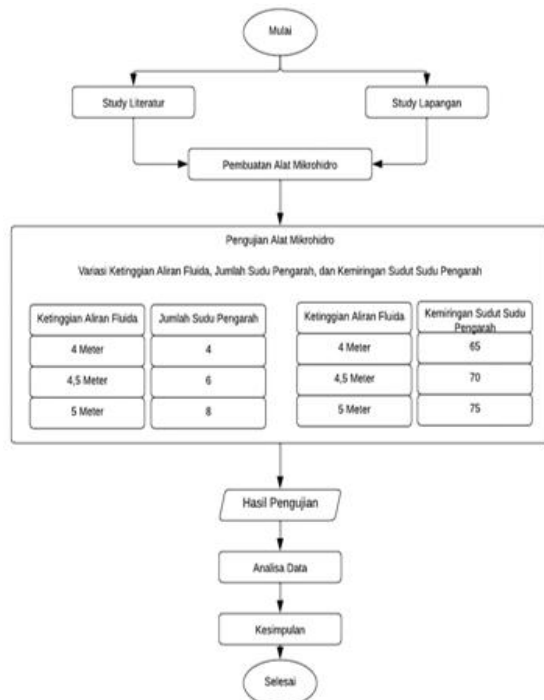 Mulai
Study Literatur
Study Lapangan
Pembuatan Alat Mikrohidro
Pengujian Alat Mikrohidro
Variasi Ketinggian Aliran Fluida, Jumlah Sudu Pengarah, dan Kemiringan Sudut Sudu Pengarah
Ketinggian Aliran Fluida
Jumlah Sudu Pengarah
4 Meter
4
4,5 Meter
6
5 Meter
8
Ketinggian Aliran Fluida
Kemiringan Sudut Sudu
Pengarah
4 Meter
65
4,5 Meter
70
5 Meter
75
Hasil Pengujian
Analisa Data
Kesimpulan
Selesai